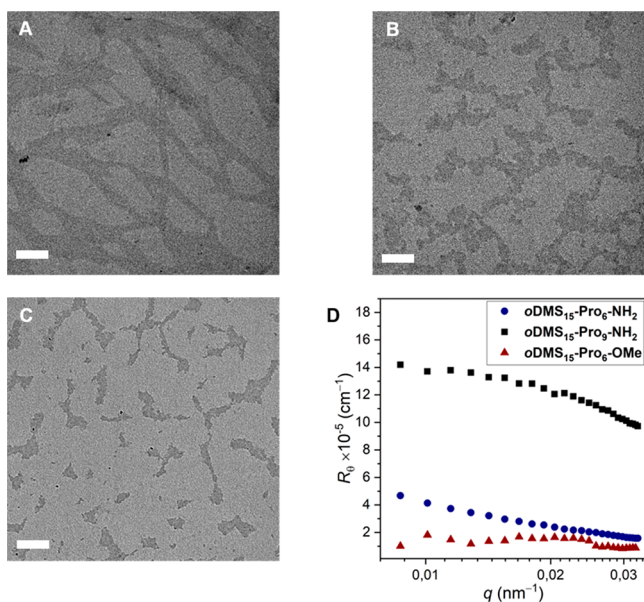 A
B
C
D
18
16
14
12
10
8
6
4
2
R_θ ×10⁻⁵ (cm⁻¹)
oDMS₁₅-Pro₆-NH₂
oDMS₁₅-Pro₉-NH₂
oDMS₁₅-Pro₆-OMe
0,01
0,02
0,03
q (nm⁻¹)